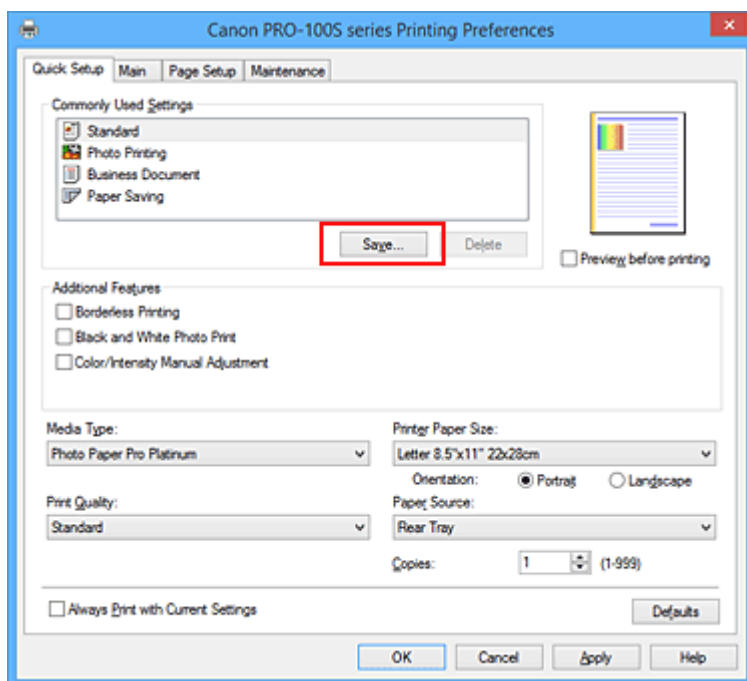 Canon PRO-100S series Printing Preferences
Quick Setup Main Page Setup Maintenance
Commonly Used Settings
Standard
Photo Printing
Business Document
Paper Saving
Save... Delete
Preview before printing
Additional Features
Borderless Printing
Black and White Photo Print
Color/Intensity Manual Adjustment
Media Type: Printer Paper Size:
Photo Paper Pro Platinum Letter 8.5"x11" 22x28cm
Orientation: Portrait Landscape
Print Quality: Paper Source:
Standard Rear Tray
Copies: 1 (1-999)
Always Print with Current Settings Defaults
OK Cancel Apply Help